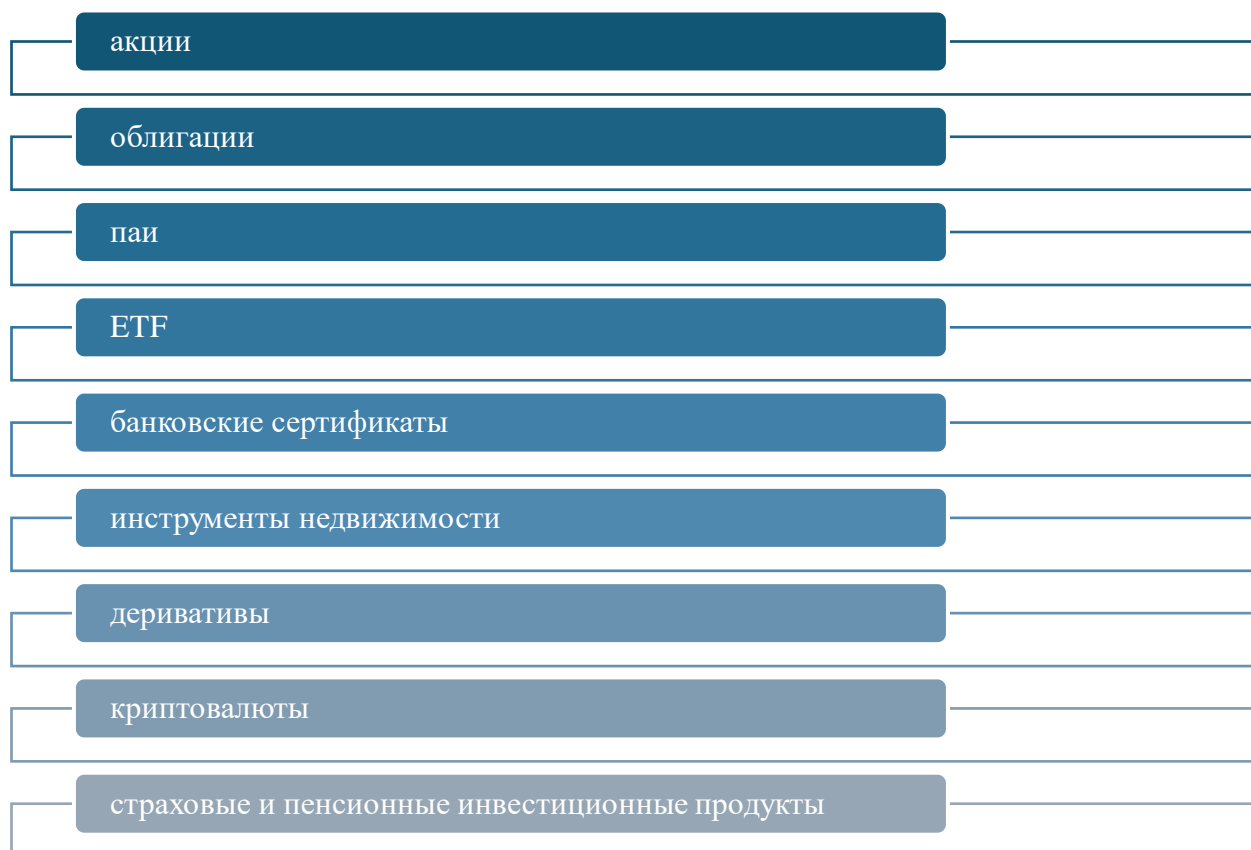 акции
облигации
паи
ETF
банковские сертификаты
инструменты недвижимости
деривативы
криптовалюты
страховые и пенсионные инвестиционные продукты